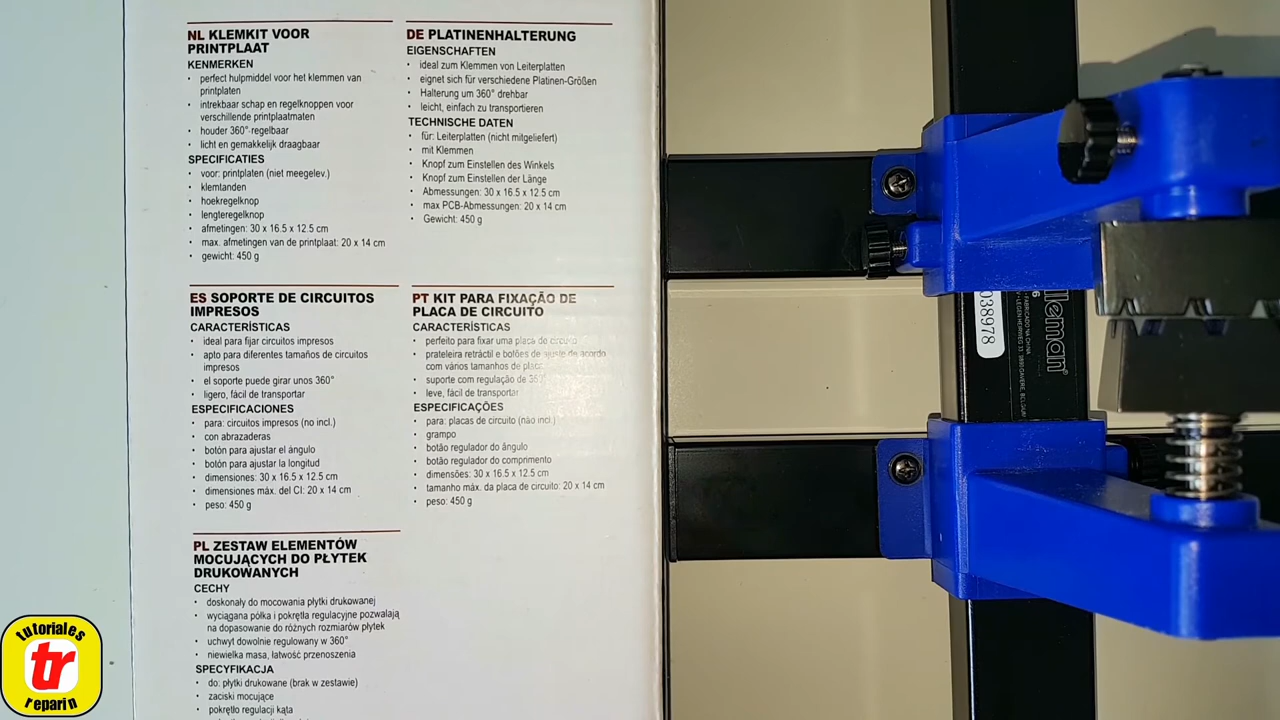 NL KLEMKIT VOOR
PRINTPLAAT
KENMERKEN
• perfect hulpmiddel voor het klemmen van
printplaten
• intrekbaar schap en regelknoppen voor
verschillende printplaatmaten
• houder 360° regelbaar
• licht en gemakkelijk draagbaar
SPECIFICATIES
• voor: printplaten (niet meegelev.)
• klemtanden
• hoekregelknop
• lengteregelknop
• afmetingen: 30 x 16.5 x 12.5 cm
• max. afmetingen van de printplaat: 20 x 14 cm
• gewicht: 450 g
DE PLATINENHALTERUNG
EIGENSCHAFTEN
• ideal zum Klemmen von Leiterplatten
• eignet sich für verschiedene Platinen-Größen
• Halterung um 360° drehbar
• leicht, einfach zu transportieren
TECHNISCHE DATEN
• für: Leiterplatten (nicht mitgeliefert)
• mit Klemmen
• Knopf zum Einstellen des Winkels
• Knopf zum Einstellen der Länge
• Abmessungen: 30 x 16.5 x 12.5 cm
• max PCB-Abmessungen: 20 x 14 cm
• Gewicht: 450 g
ES SOPORTE DE CIRCUITOS
IMPRESOS
CARACTERÍSTICAS
• ideal para fijar circuitos impresos
• apto para diferentes tamaños de circuitos
impresos
• el soporte puede girar unos 360°
• ligero, fácil de transportar
ESPECIFICACIONES
• para: circuitos impresos (no incl.)
• con abrazaderas
• botón para ajustar el ángulo
• botón para ajustar la longitud
• dimensiones: 30 x 16.5 x 12.5 cm
• dimensiones máx. del CI: 20 x 14 cm
• peso: 450 g
PT KIT PARA FIXAÇÃO DE
PLACA DE CIRCUITO
CARACTERÍSTICAS
• perfeito para fixar uma placa de circuito
• prateleira retráctil e botões de ajuste de acordo
com vários tamanhos de placa
• suporte com regulação de 360°
• leve, fácil de transportar
ESPECIFICAÇÕES
• para: placas de circuito (não incl.)
• grampo
• botão regulador do ângulo
• botão regulador do comprimento
• dimensões: 30 x 16.5 x 12.5 cm
• tamanho máx. da placa de circuito: 20 x 14 cm
• peso: 450 g
PL ZESTAW ELEMENTÓW
MOCUJĄCYCH DO PŁYTEK
DRUKOWANYCH
CECHY
• doskonały do mocowania płytki drukowanej
• wyciągana półka i pokrętła regulacyjne pozwalają
na dopasowanie do różnych rozmiarów płytek
• uchwyt dowolnie regulowany w 360°
• niewielka masa, łatwość przenoszenia
SPECYFIKACJA
• do: płytki drukowane (brak w zestawie)
• zaciski mocujące
• pokrętło regulacji kąta
038978
lleman®
tutoriales
tr
reparin